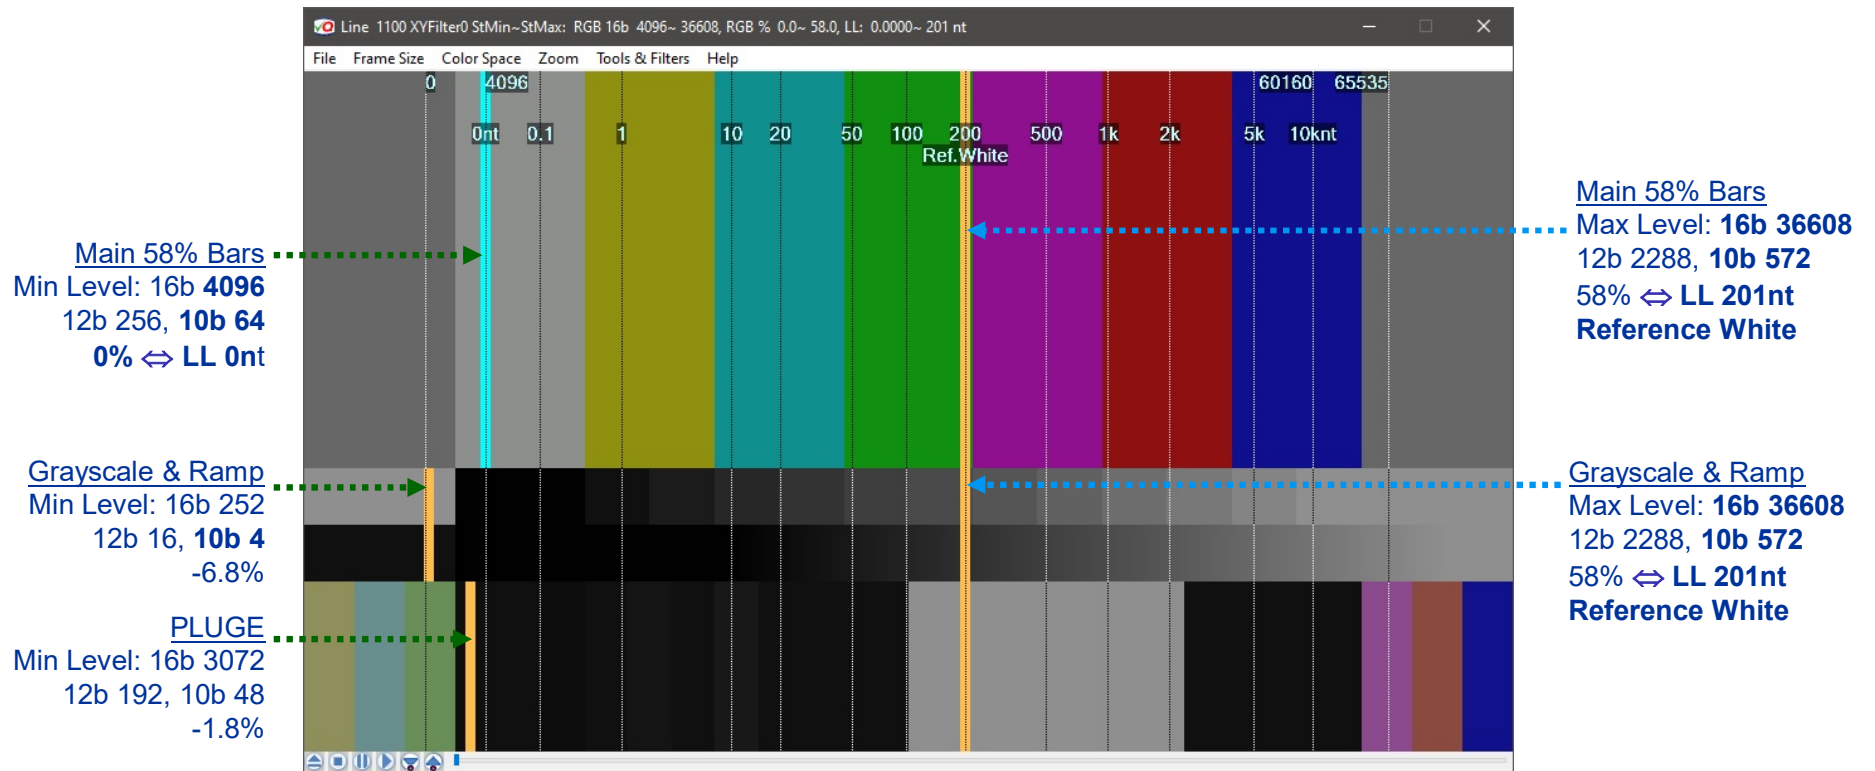 Line 1100 XYFilter0 StMin~StMax: RGB 16b 4096~ 36608, RGB % 0.0~ 58.0, LL: 0.0000~ 201 nt
File Frame Size Color Space Zoom Tools & Filters Help
0 4096 60160 65535
0nt 0.1 1 10 20 50 100 200 500 1k 2k 5k 10knt
Ref.White
Main 58% Bars
Min Level: 16b 4096
12b 256, 10b 64
0% ⇔ LL 0nt
Main 58% Bars
Max Level: 16b 36608
12b 2288, 10b 572
58% ⇔ LL 201nt
Reference White
Grayscale & Ramp
Min Level: 16b 252
12b 16, 10b 4
-6.8%
Grayscale & Ramp
Max Level: 16b 36608
12b 2288, 10b 572
58% ⇔ LL 201nt
Reference White
PLUGE
Min Level: 16b 3072
12b 192, 10b 48
-1.8%